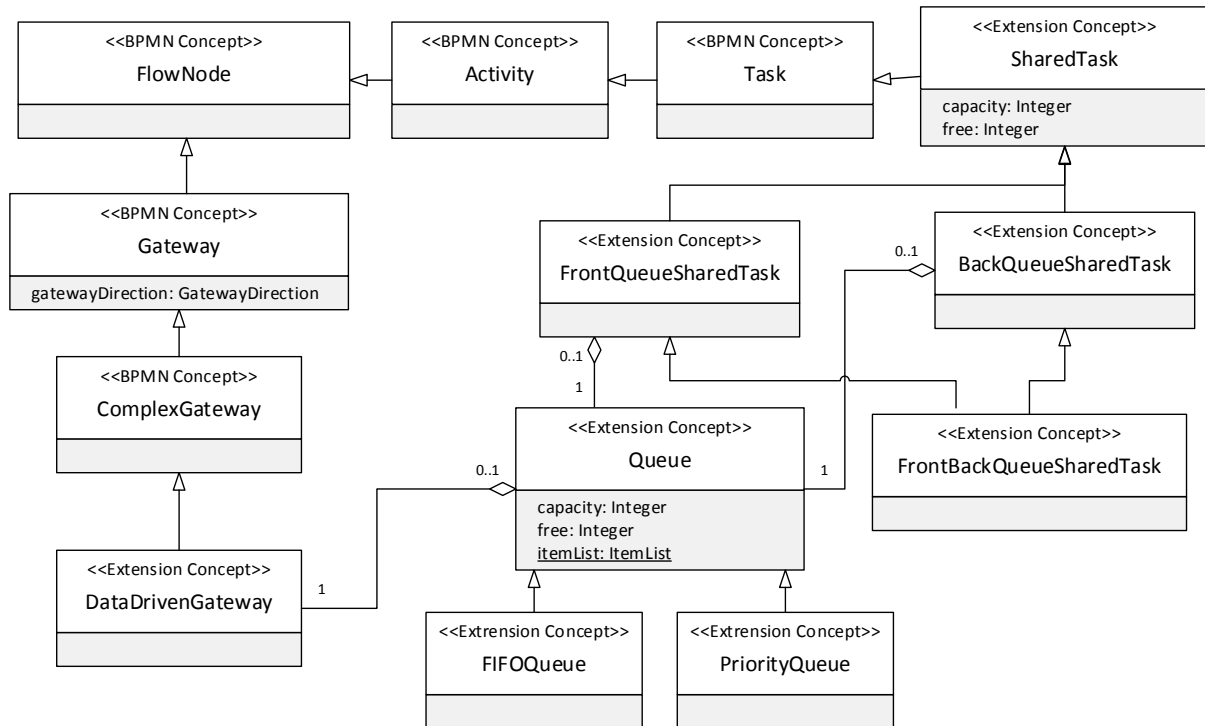 <<BPMN Concept>>
FlowNode
<<BPMN Concept>>
Activity
<<BPMN Concept>>
Task
<<Extension Concept>>
SharedTask
capacity: Integer
free: Integer
<<BPMN Concept>>
Gateway
gatewayDirection: GatewayDirection
<<Extension Concept>>
FrontQueueSharedTask
<<Extension Concept>>
BackQueueSharedTask
0..1
0..1
1
<<BPMN Concept>>
ComplexGateway
<<Extension Concept>>
Queue
capacity: Integer
free: Integer
itemList: ItemList
1
0..1
<<Extension Concept>>
FrontBackQueueSharedTask
<<Extension Concept>>
DataDrivenGateway
1
<<Extrension Concept>>
FIFOQueue
<<Extrension Concept>>
PriorityQueue